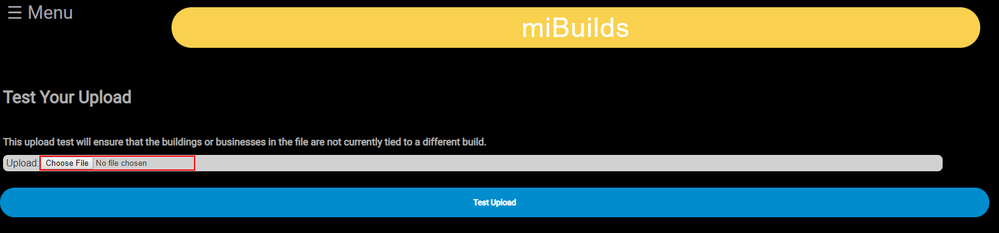 ☰ Menu
miBuilds
Test Your Upload
This upload test will ensure that the buildings or businesses in the file are not currently tied to a different build.
Upload: Choose File No file chosen
Test Upload